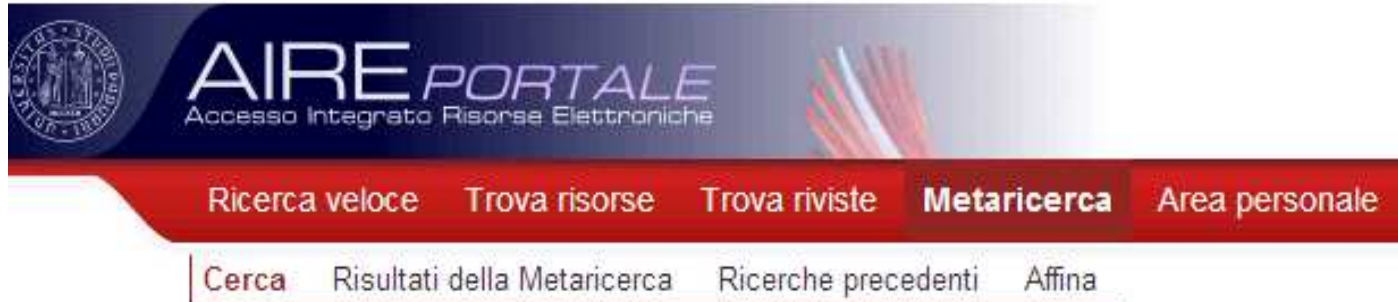 AIRE PORTALE
Accesso Integrato Risorse Elettroniche
Ricerca veloce Trova risorse Trova riviste Metaricerca Area personale
Cerca Risultati della Metaricerca Ricerche precedenti Affina